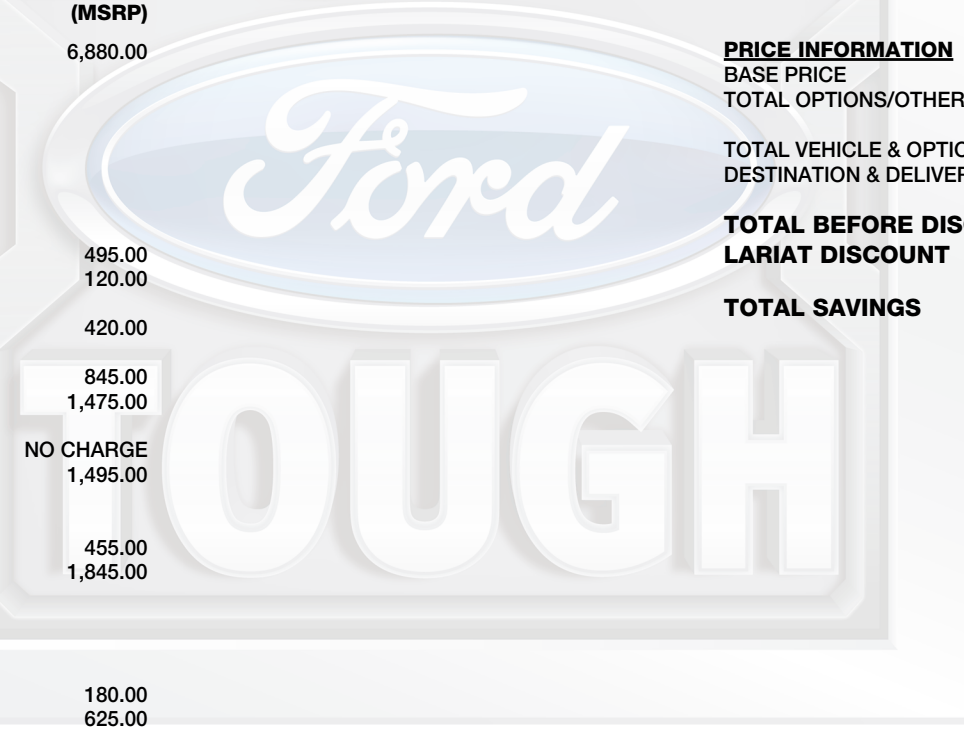 (MSRP)
6,880.00
495.00
120.00
420.00
845.00
1,475.00
NO CHARGE
1,495.00
455.00
1,845.00
180.00
625.00
PRICE INFORMATION
BASE PRICE
TOTAL OPTIONS/OTHER
TOTAL VEHICLE & OPTIO
DESTINATION & DELIVER
TOTAL BEFORE DISC
LARIAT DISCOUNT
TOTAL SAVINGS
Ford
TOUGH